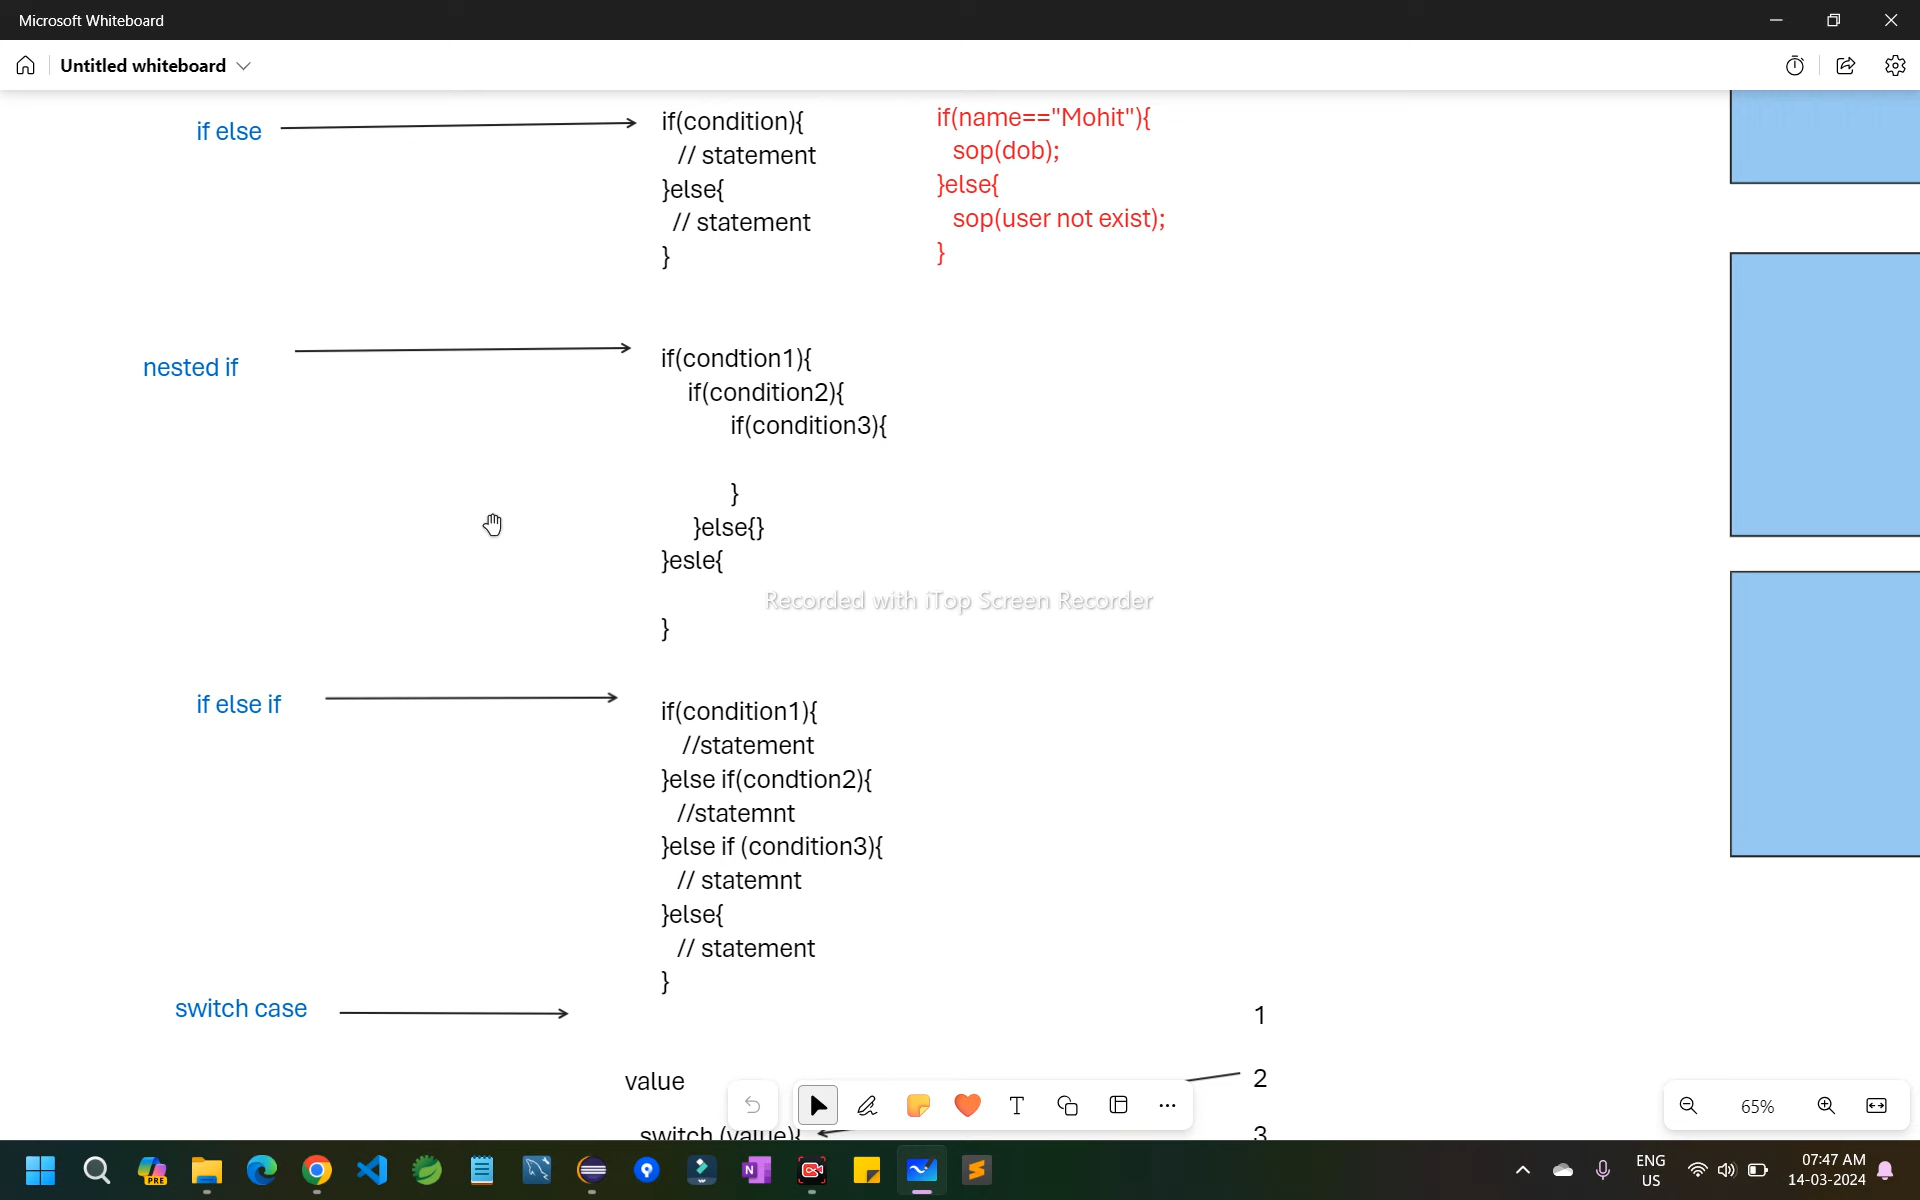 Microsoft Whiteboard
Untitled whiteboard
if else
if(condition){
// statement
}else{
// statement
}
if(name=="Mohit"){
sop(dob);
}else{
sop(user not exist);
}
nested if
if(condtion1){
if(condition2){
if(condition3){
}
}else{}
}esle{
}
Recorded with iTop Screen Recorder
if else if
if(condition1){
//statement
}else if(condtion2){
//statemnt
}else if (condition3){
// statemnt
}else{
// statement
}
switch case
1
value
2
switch (value){
3
65%
PRE
N
ENG
US
07:47 AM
14-03-2024